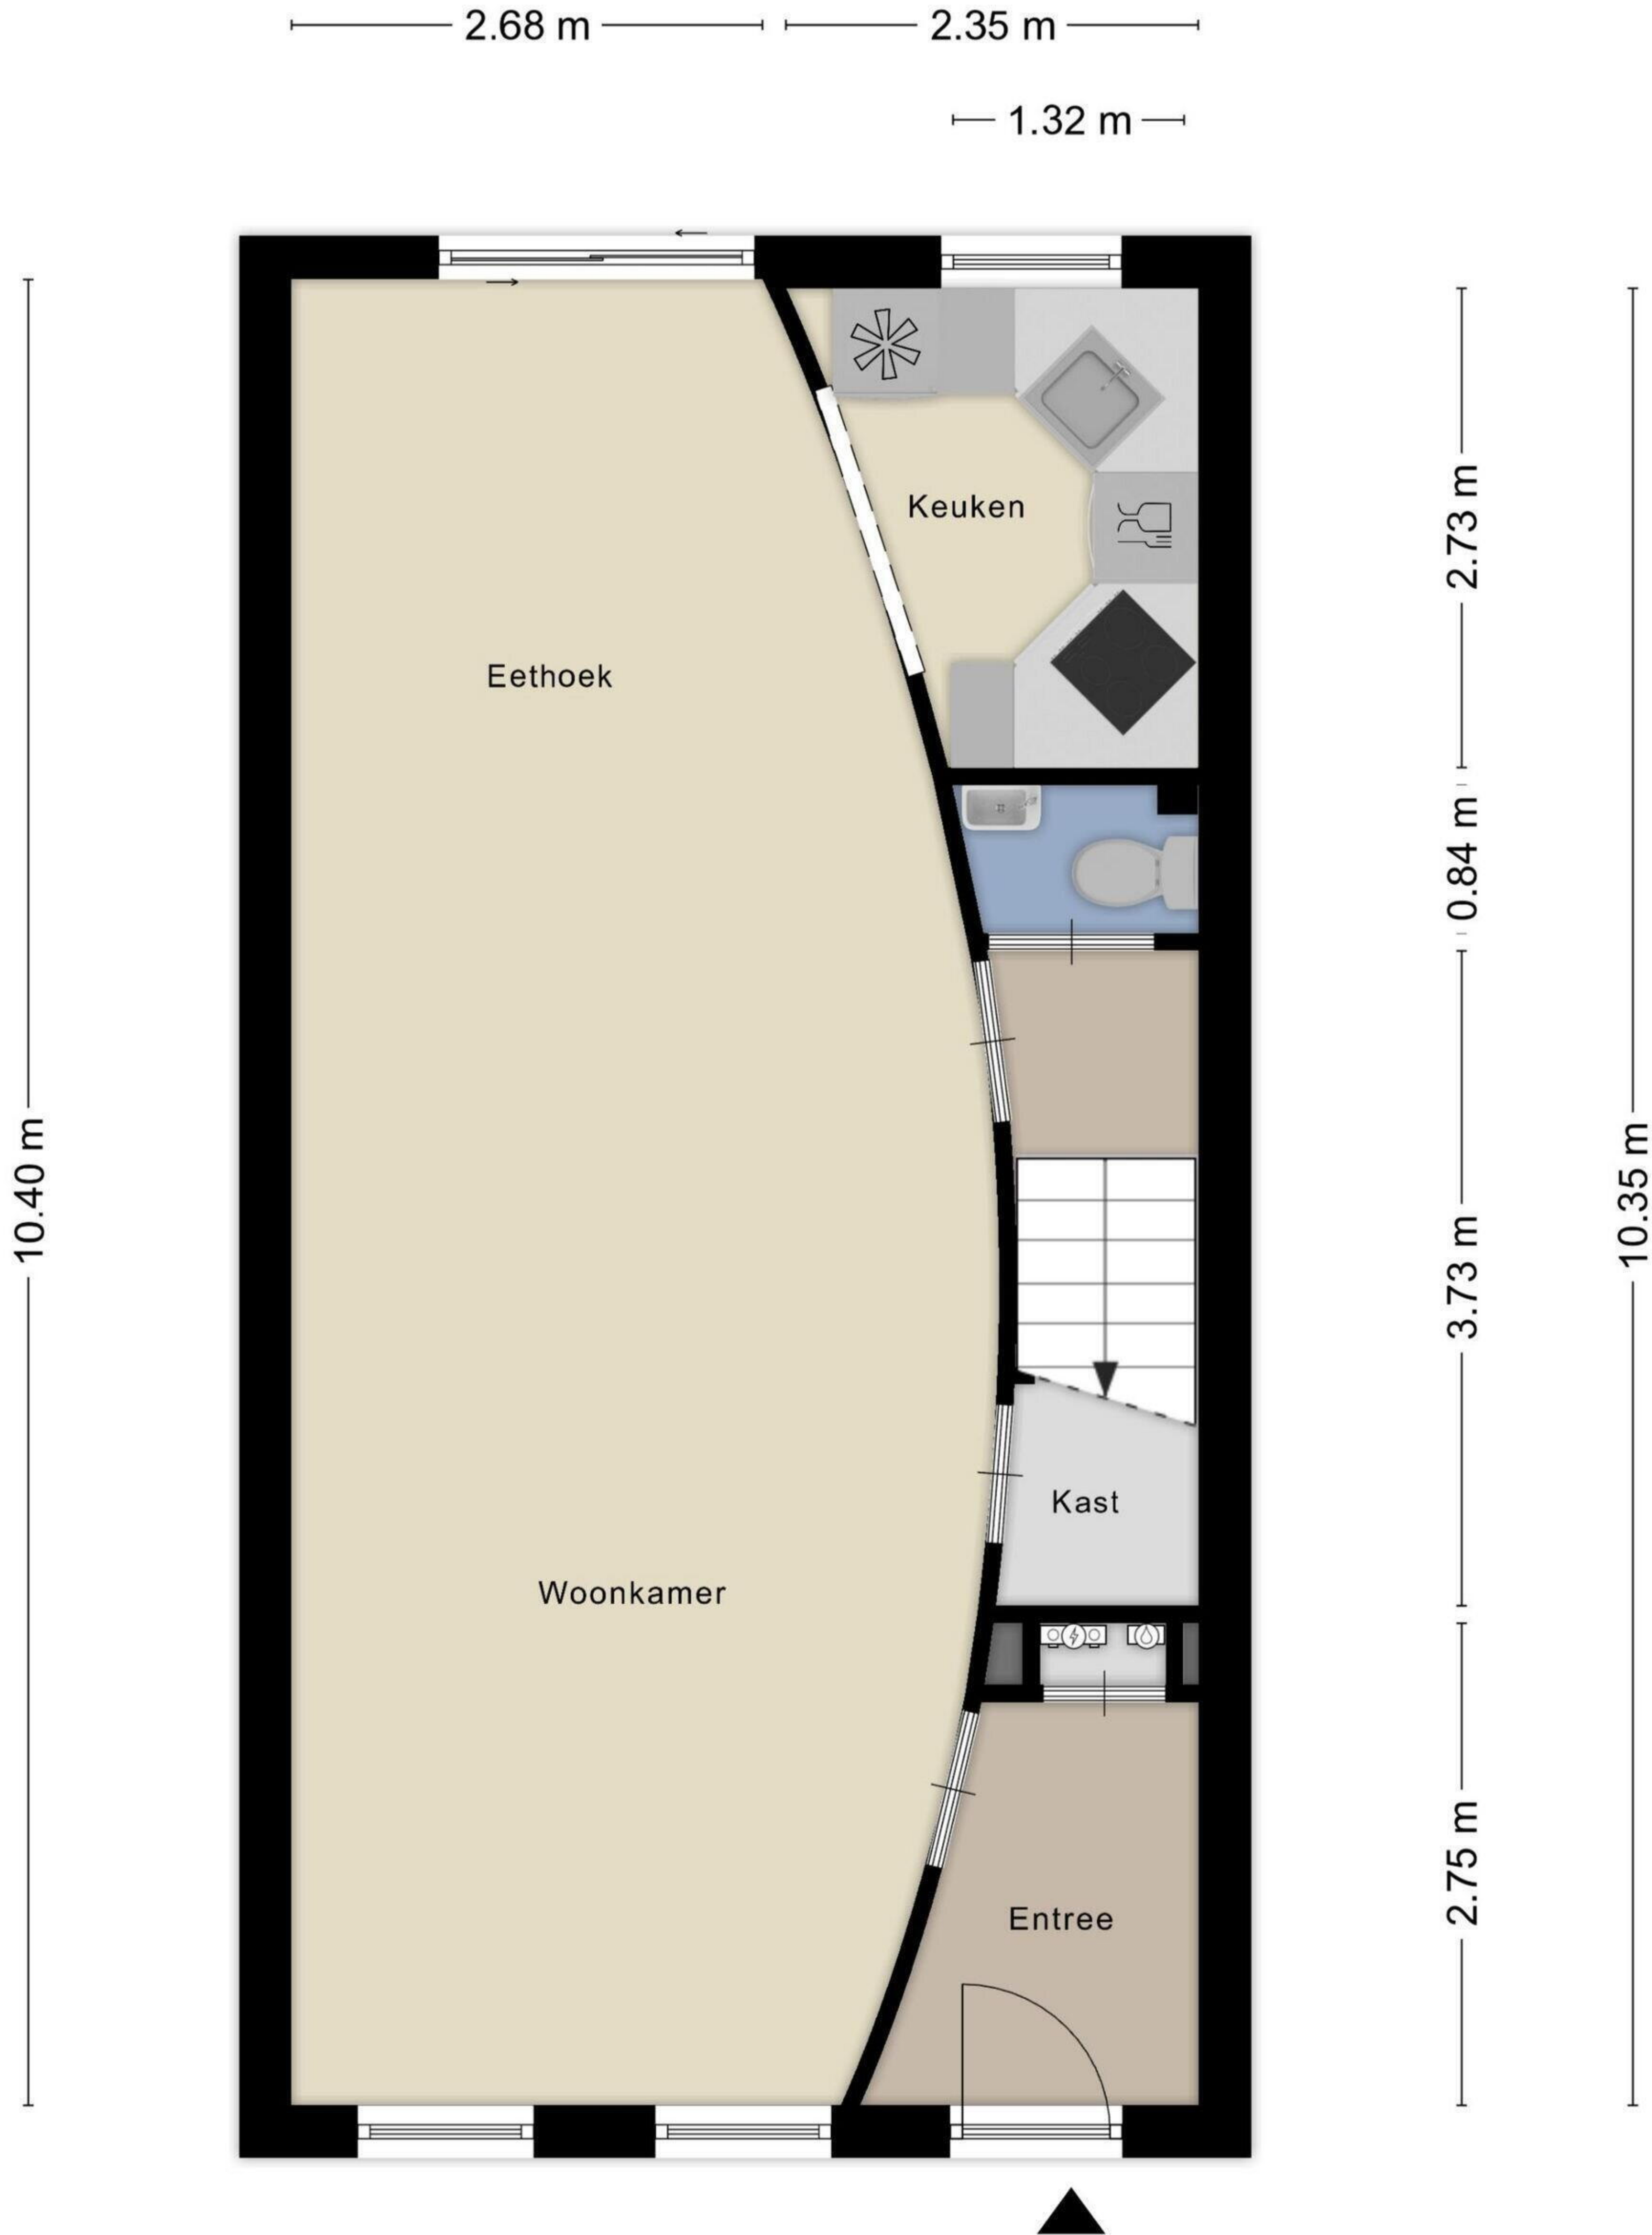 2.68 m
2.35 m
1.32 m
Keuken
2.73 m
Eethoek
0.84 m
10.40 m
10.35 m
3.73 m
Kast
Woonkamer
2.75 m
Entree